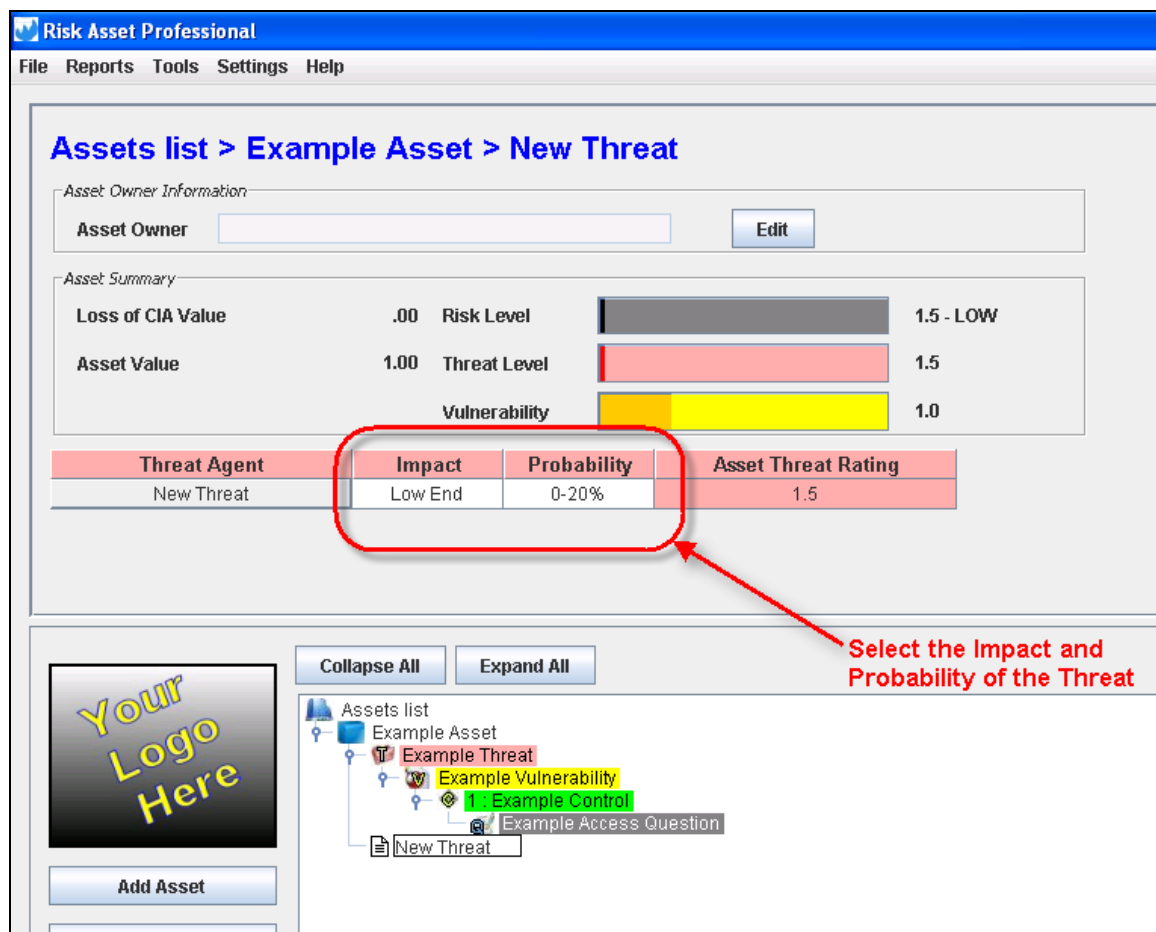 Risk Asset Professional
File Reports Tools Settings Help
Assets list > Example Asset > New Threat
Asset Owner Information
Asset Owner Edit
Asset Summary
Loss of CIA Value .00 Risk Level 1.5 - LOW
Asset Value 1.00 Threat Level 1.5
Vulnerability 1.0
Threat Agent Impact Probability Asset Threat Rating
New Threat Low End 0-20% 1.5
Select the Impact and
Probability of the Threat
Collapse All Expand All
Your
Logo
Here
Assets list
Example Asset
T Example Threat
V Example Vulnerability
1 : Example Control
Q Example Access Question
New Threat
Add Asset